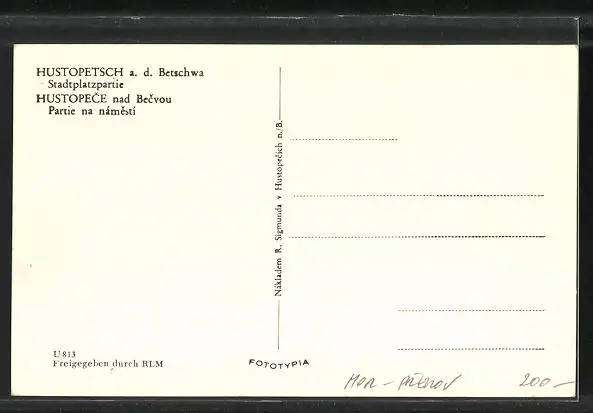 HUSTOPETSCH a. d. Betschwa
Stadtplatzpartie
HUSTOPEČE nad Bečvou
Partie na náměstí
Nákladem R. Sigmunda v Hustopečích n./B.
U 813
Freigegeben durch RLM
FOTOTYPIA
MOR - PŘEROV 200-